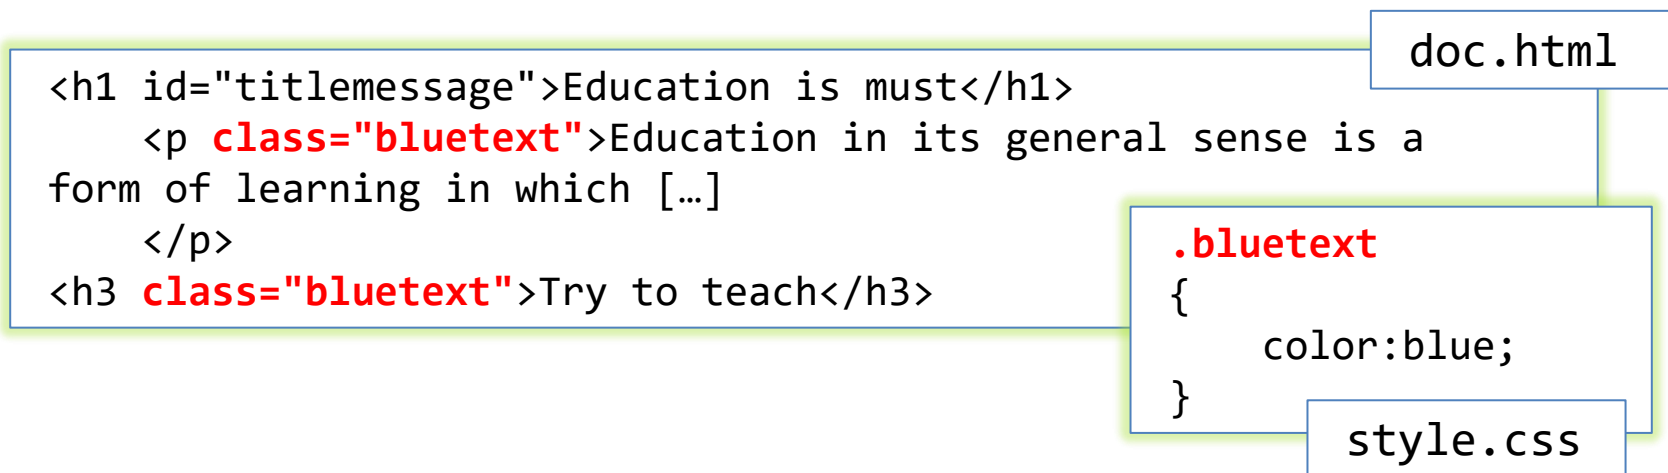 doc.html
<h1 id="titlemessage">Education is must</h1>
    <p class="bluetext">Education in its general sense is a
form of learning in which […]
    </p>
<h3 class="bluetext">Try to teach</h3>
.bluetext
{
    color:blue;
}
style.css